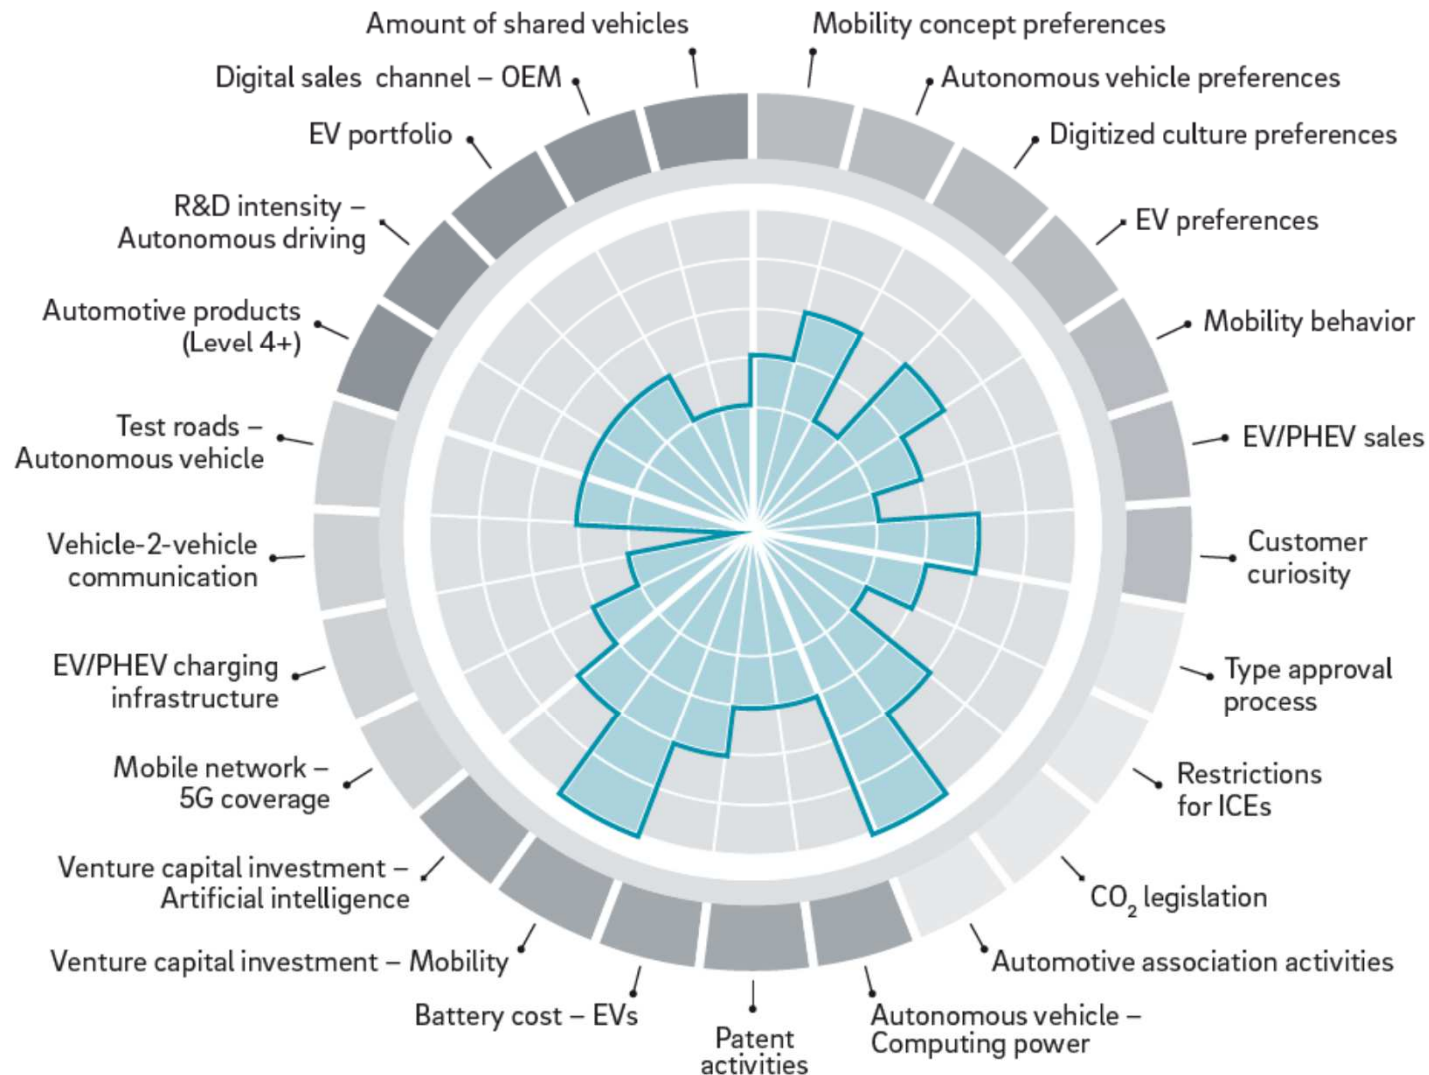 Amount of shared vehicles
Mobility concept preferences
Digital sales channel – OEM
Autonomous vehicle preferences
EV portfolio
Digitized culture preferences
R&D intensity –
Autonomous driving
EV preferences
Automotive products
(Level 4+)
Mobility behavior
Test roads –
Autonomous vehicle
EV/PHEV sales
Vehicle-2-vehicle
communication
Customer
curiosity
EV/PHEV charging
infrastructure
Type approval
process
Mobile network –
5G coverage
Restrictions
for ICEs
Venture capital investment –
Artificial intelligence
CO2 legislation
Venture capital investment – Mobility
Automotive association activities
Battery cost – EVs
Patent
activities
Autonomous vehicle –
Computing power